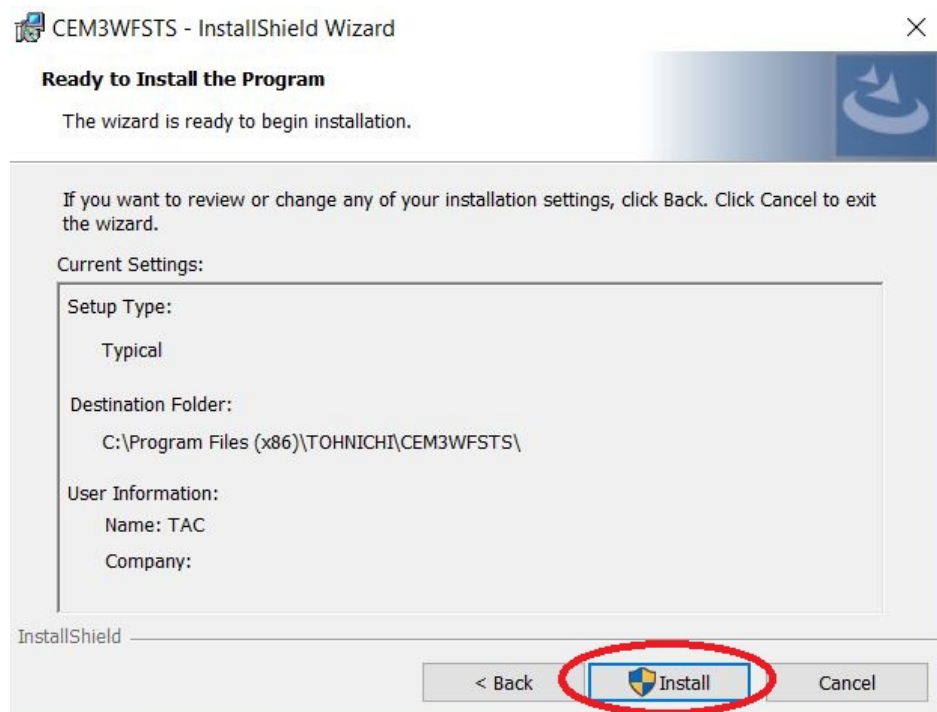 CEM3WFSTS - InstallShield Wizard
Ready to Install the Program
The wizard is ready to begin installation.
If you want to review or change any of your installation settings, click Back. Click Cancel to exit
the wizard.
Current Settings:
Setup Type:
Typical
Destination Folder:
C:\Program Files (x86)\TOHNICHI\CEM3WFSTS\
User Information:
Name: TAC
Company:
InstallShield
< Back
Install
Cancel